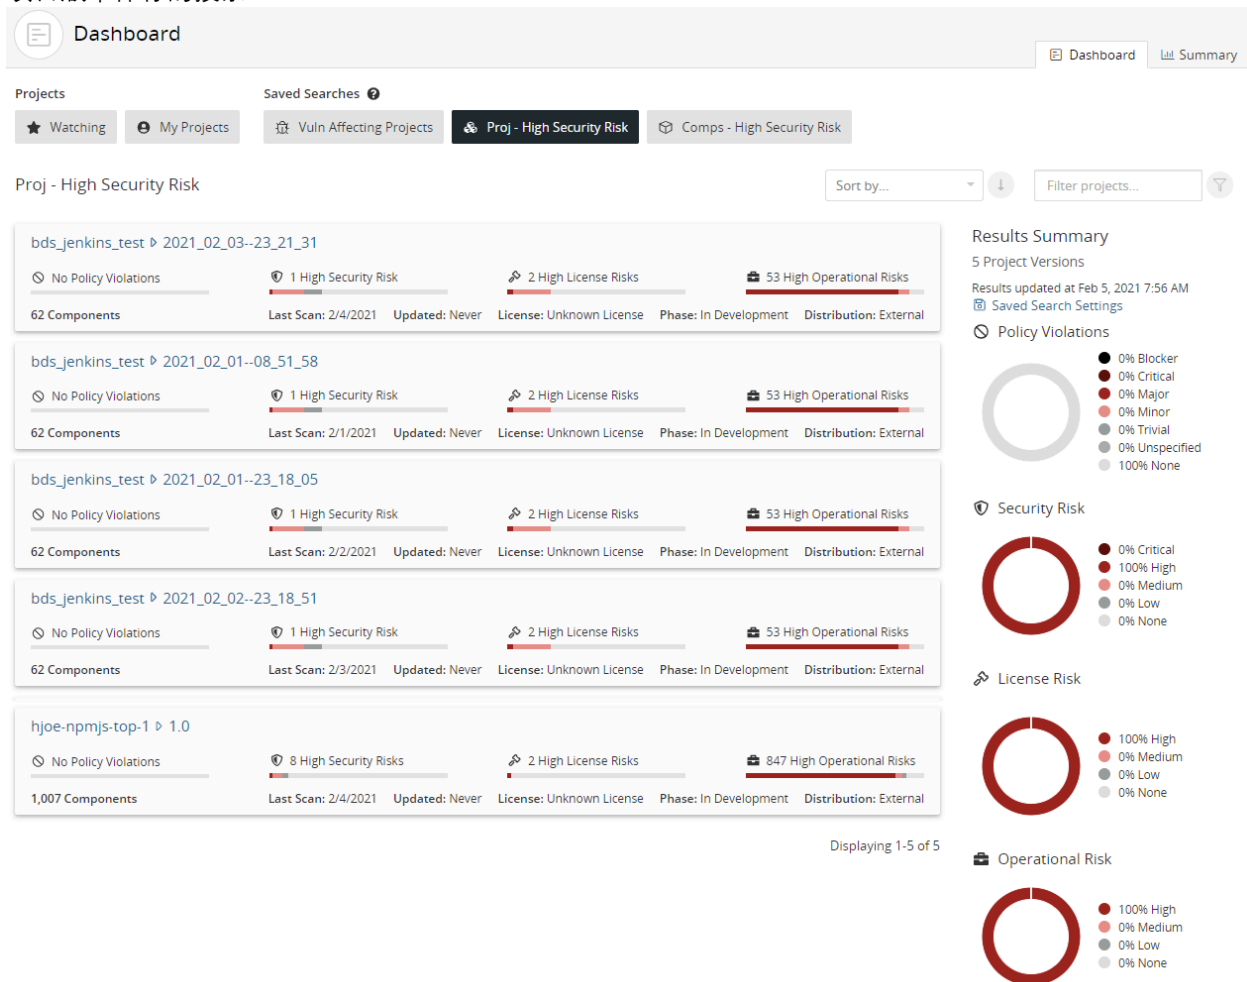 Dashboard
Dashboard
Summary
Projects
Saved Searches
Watching
My Projects
Vuln Affecting Projects
Proj - High Security Risk
Comps - High Security Risk
Proj - High Security Risk
Sort by...
Filter projects...
bds_jenkins_test 2021_02_03--23_21_31
No Policy Violations
1 High Security Risk
2 High License Risks
53 High Operational Risks
62 Components
Last Scan: 2/4/2021 Updated: Never License: Unknown License Phase: In Development Distribution: External
bds_jenkins_test 2021_02_01--08_51_58
No Policy Violations
1 High Security Risk
2 High License Risks
53 High Operational Risks
62 Components
Last Scan: 2/1/2021 Updated: Never License: Unknown License Phase: In Development Distribution: External
bds_jenkins_test 2021_02_01--23_18_05
No Policy Violations
1 High Security Risk
2 High License Risks
53 High Operational Risks
62 Components
Last Scan: 2/2/2021 Updated: Never License: Unknown License Phase: In Development Distribution: External
bds_jenkins_test 2021_02_02--23_18_51
No Policy Violations
1 High Security Risk
2 High License Risks
53 High Operational Risks
62 Components
Last Scan: 2/3/2021 Updated: Never License: Unknown License Phase: In Development Distribution: External
hjoe-npmjs-top-1 1.0
No Policy Violations
8 High Security Risks
2 High License Risks
847 High Operational Risks
1,007 Components
Last Scan: 2/4/2021 Updated: Never License: Unknown License Phase: In Development Distribution: External
Displaying 1-5 of 5
Results Summary
5 Project Versions
Results updated at Feb 5, 2021 7:56 AM
Saved Search Settings
Policy Violations
0% Blocker
0% Critical
0% Major
0% Minor
0% Trivial
0% Unspecified
100% None
Security Risk
0% Critical
100% High
0% Medium
0% Low
0% None
License Risk
100% High
0% Medium
0% Low
0% None
Operational Risk
100% High
0% Medium
0% Low
0% None